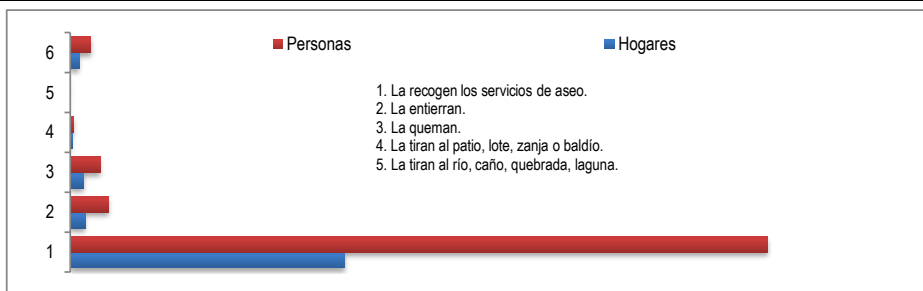 Personas
Hogares
6
5
4
3
2
1
1. La recogen los servicios de aseo.
2. La entierran.
3. La queman.
4. La tiran al patio, lote, zanja o baldío.
5. La tiran al río, caño, quebrada, laguna.